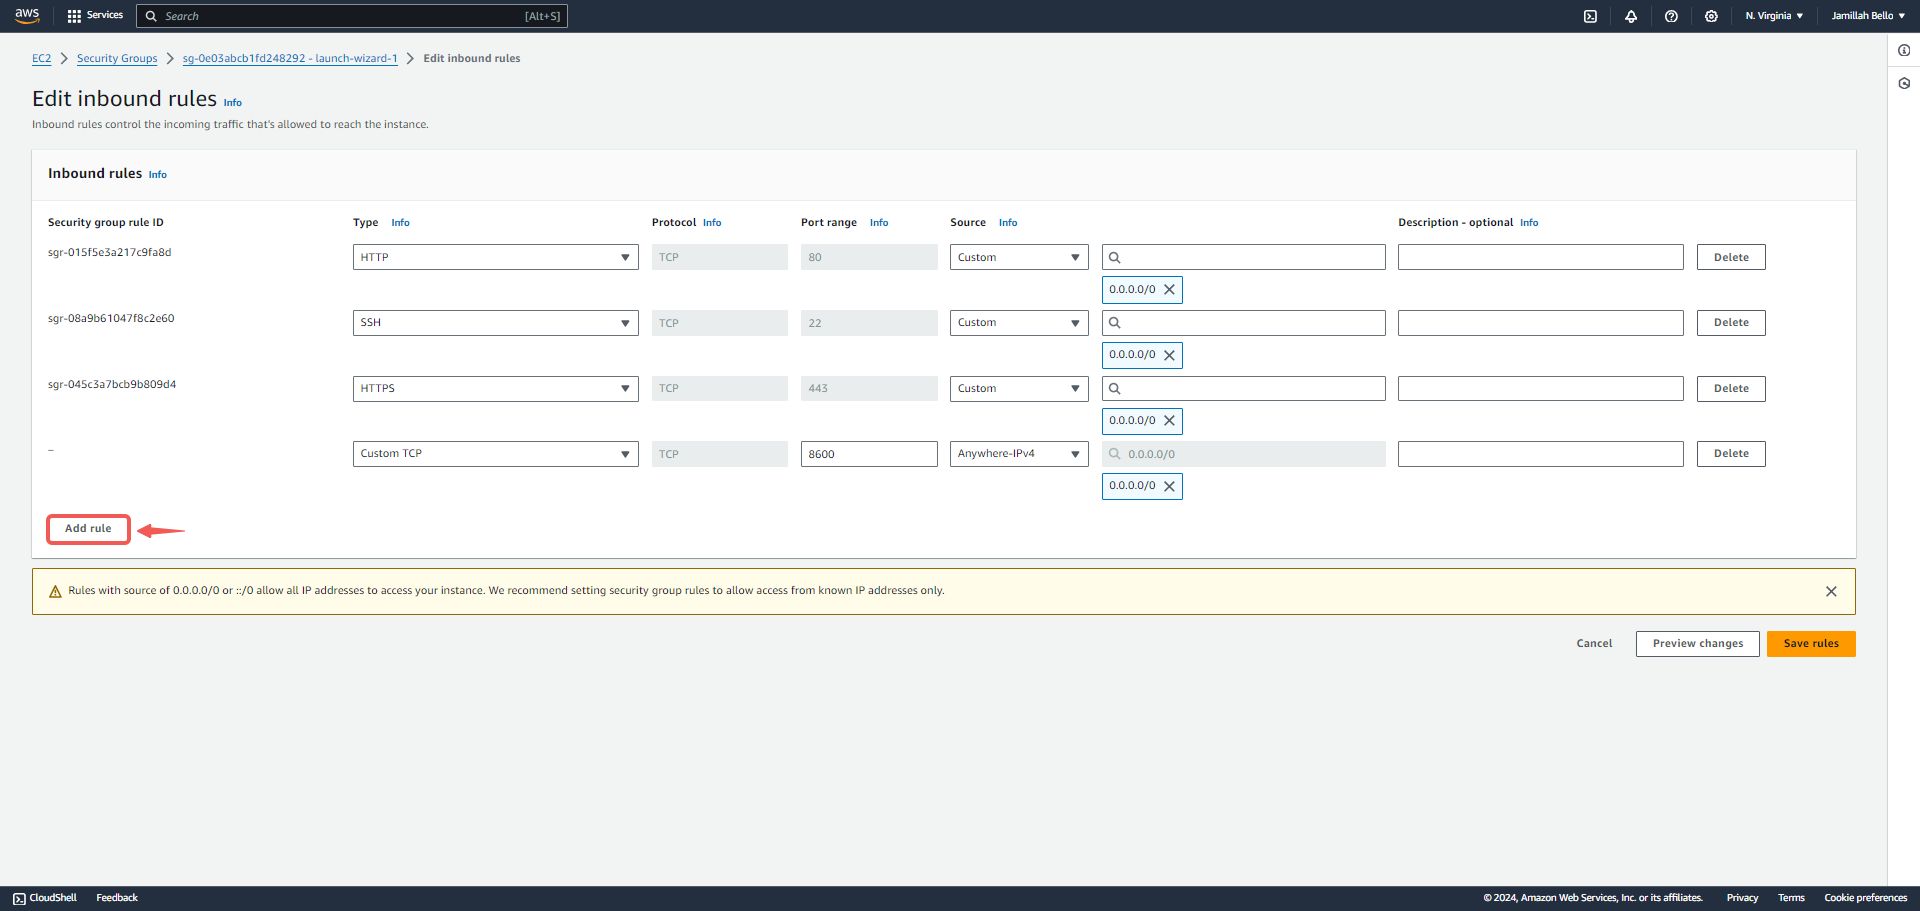 aws Services Search [Alt+S] N. Virginia Jamillah Bello
EC2 Security Groups sg-0e03abcb1fd248292 - launch-wizard-1 Edit inbound rules
Edit inbound rules Info
Inbound rules control the incoming traffic that's allowed to reach the instance.
Inbound rules Info
Security group rule ID Type Info Protocol Info Port range Info Source Info Description - optional Info
sgr-015f5e3a217c9fa8d HTTP TCP 80 Custom Delete
0.0.0.0/0
sgr-08a9b61047f8c2e60 SSH TCP 22 Custom Delete
0.0.0.0/0
sgr-045c3a7bcb9b809d4 HTTPS TCP 443 Custom Delete
0.0.0.0/0
– Custom TCP TCP 8600 Anywhere-IPv4 0.0.0.0/0 Delete
0.0.0.0/0
Add rule
Rules with source of 0.0.0.0/0 or ::/0 allow all IP addresses to access your instance. We recommend setting security group rules to allow access from known IP addresses only.
Cancel Preview changes Save rules
CloudShell Feedback © 2024, Amazon Web Services, Inc. or its affiliates. Privacy Terms Cookie preferences